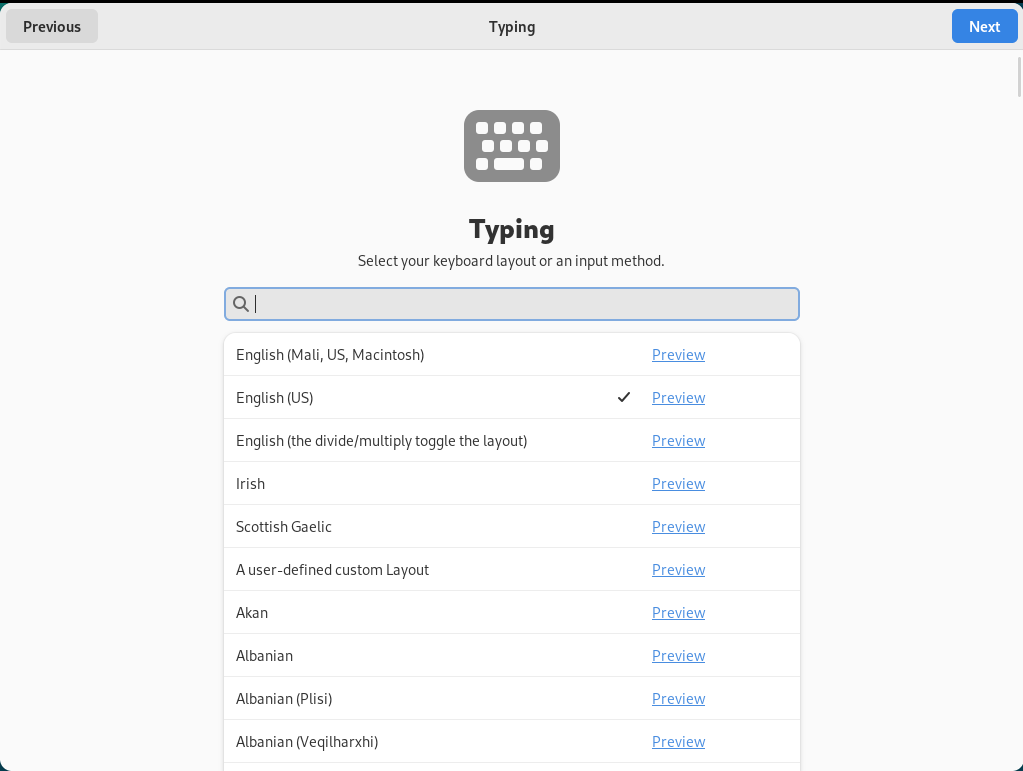 Previous
Typing
Next
Typing
Select your keyboard layout or an input method.
English (Mali, US, Macintosh) Preview
English (US) Preview
English (the divide/multiply toggle the layout) Preview
Irish Preview
Scottish Gaelic Preview
A user-defined custom Layout Preview
Akan Preview
Albanian Preview
Albanian (Plisi) Preview
Albanian (Veqilharxhi) Preview